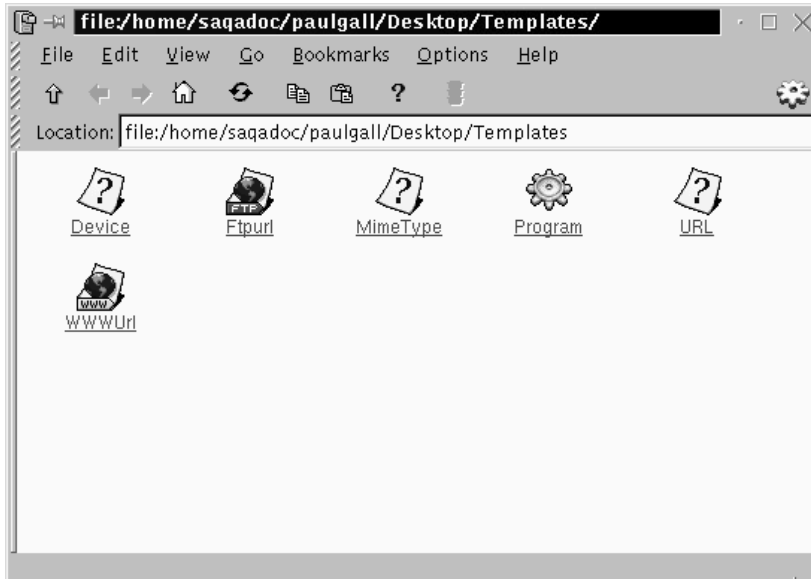 file:/home/saqadoc/paulgall/Desktop/Templates/
File Edit View Go Bookmarks Options Help
?
Location: file:/home/saqadoc/paulgall/Desktop/Templates
? FTP ? ?
Device Ftpurl MimeType Program URL
WWW
WWWUrl